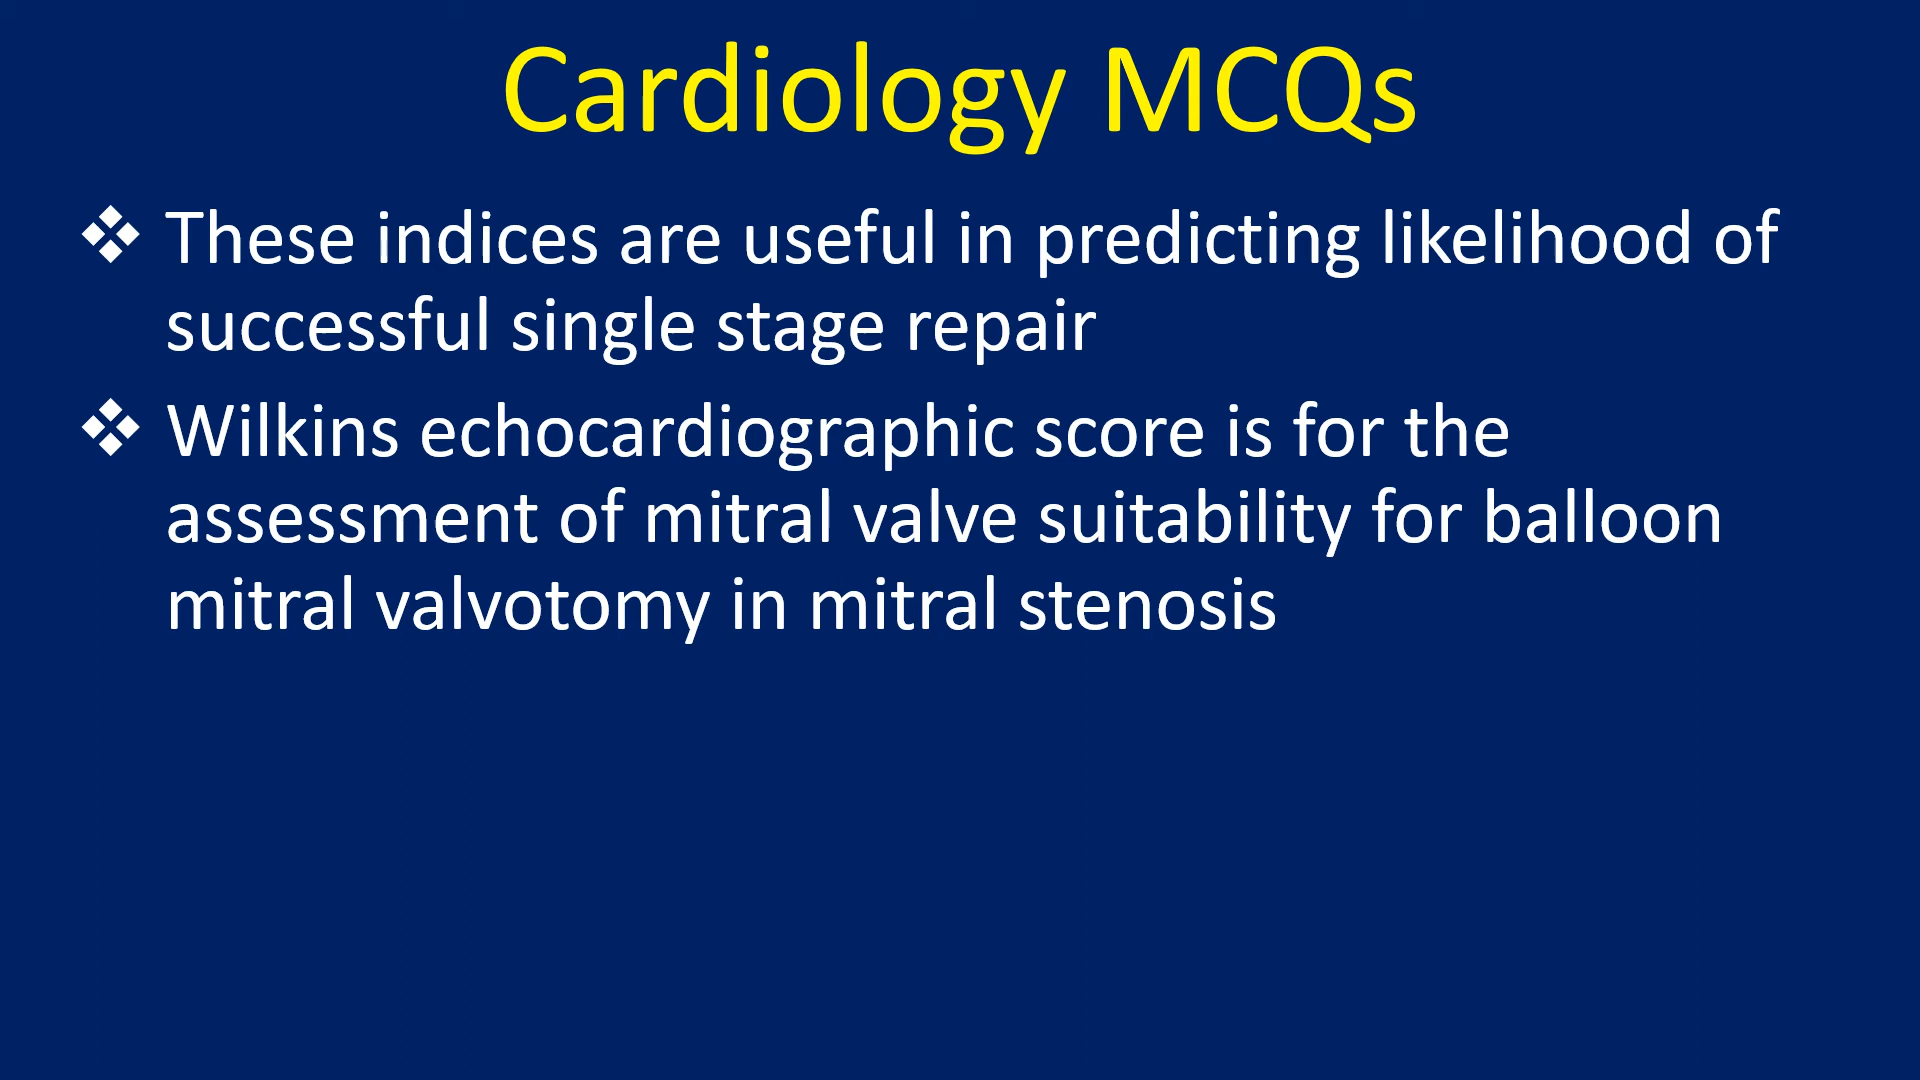 Cardiology MCQs
❖ These indices are useful in predicting likelihood of
successful single stage repair
❖ Wilkins echocardiographic score is for the
assessment of mitral valve suitability for balloon
mitral valvotomy in mitral stenosis